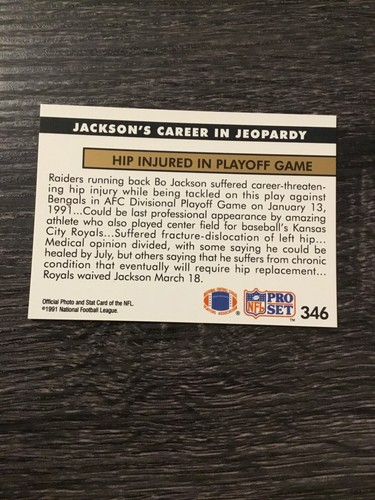 JACKSON'S CAREER IN JEOPARDY
HIP INJURED IN PLAYOFF GAME
Raiders running back Bo Jackson suffered career-threaten-
ing hip injury while being tackled on this play against
Bengals in AFC Divisional Playoff Game on January 13,
1991...Could be last professional appearance by amazing
athlete who also played center field for baseball's Kansas
City Royals...Suffered fracture-dislocation of left hip...
Medical opinion divided, with some saying he could be
healed by July, but others saying that he suffers from chronic
condition that eventually will require hip replacement...
Royals waived Jackson March 18.
Official Photo and Stat Card of the NFL.
©1991 National Football League.
NFL
PRO
SET
TM
346